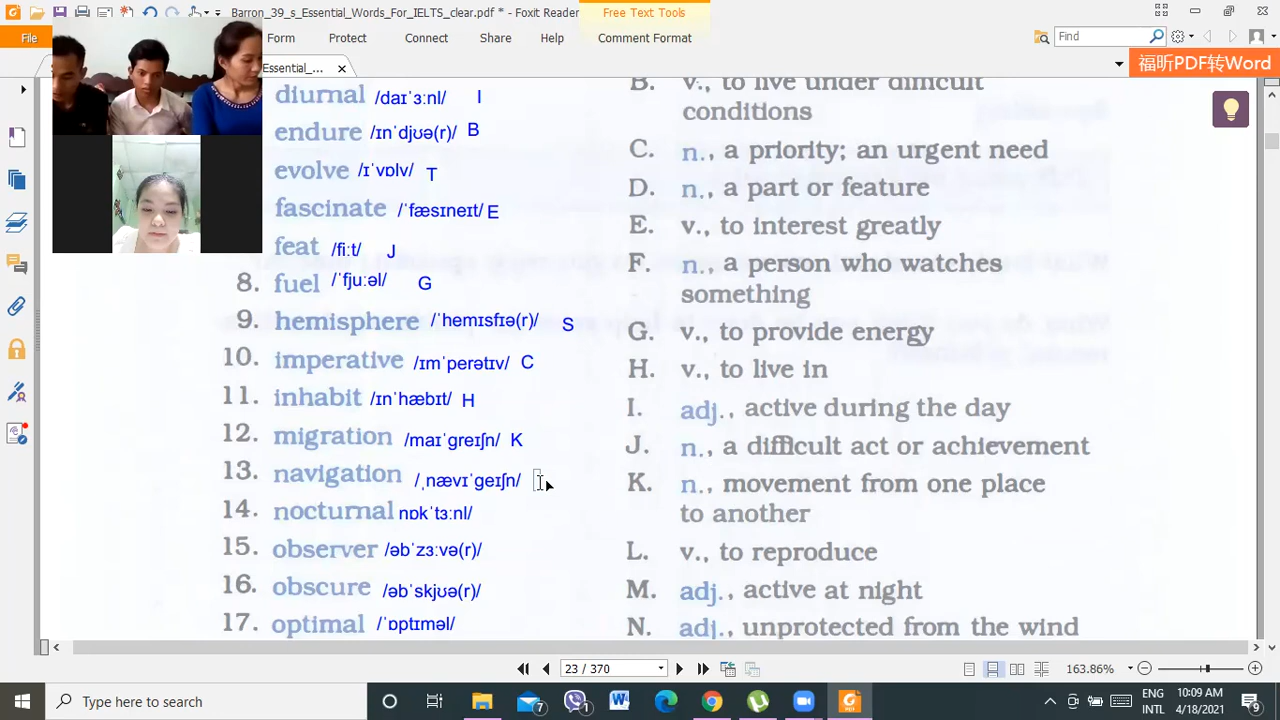 Barron_39_s_Essential_Words_For_IELTS_clear.pdf * - Foxit Reader
Free Text Tools
File
Form
Protect
Connect
Share
Help
Comment Format
Find
Essential_...
福昕PDF转Word
diurnal /daɪˈɜːnl/ I
endure /ɪnˈdjʊə(r)/ B
evolve /ɪˈvɒlv/ T
fascinate /ˈfæsɪneɪt/ E
feat /fiːt/ J
8. fuel /ˈfjuːəl/ G
9. hemisphere /ˈhemɪsfɪə(r)/ S
10. imperative /ɪmˈperətɪv/ C
11. inhabit /ɪnˈhæbɪt/ H
12. migration /maɪˈɡreɪʃn/ K
13. navigation /ˌnævɪˈɡeɪʃn/
14. nocturnal nɒkˈtɜːnl/
15. observer /əbˈzɜːvə(r)/
16. obscure /əbˈskjʊə(r)/
17. optimal /ˈɒptɪməl/
B. v., to live under difficult
conditions
C. n., a priority; an urgent need
D. n., a part or feature
E. v., to interest greatly
F. n., a person who watches
something
G. v., to provide energy
H. v., to live in
I. adj., active during the day
J. n., a difficult act or achievement
K. n., movement from one place
to another
L. v., to reproduce
M. adj., active at night
N. adj., unprotected from the wind
23 / 370
163.86%
Type here to search
7
1
ENG
INTL
10:09 AM
4/18/2021
9